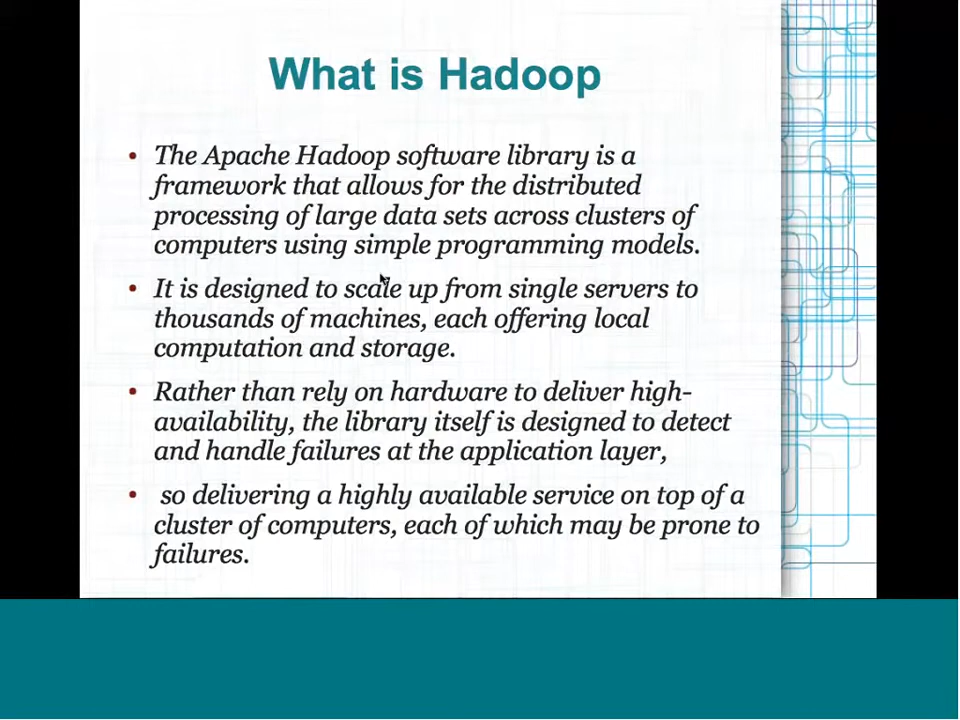 What is Hadoop
• The Apache Hadoop software library is a
framework that allows for the distributed
processing of large data sets across clusters of
computers using simple programming models.
• It is designed to scale up from single servers to
thousands of machines, each offering local
computation and storage.
• Rather than rely on hardware to deliver high-
availability, the library itself is designed to detect
and handle failures at the application layer,
• so delivering a highly available service on top of a
cluster of computers, each of which may be prone to
failures.